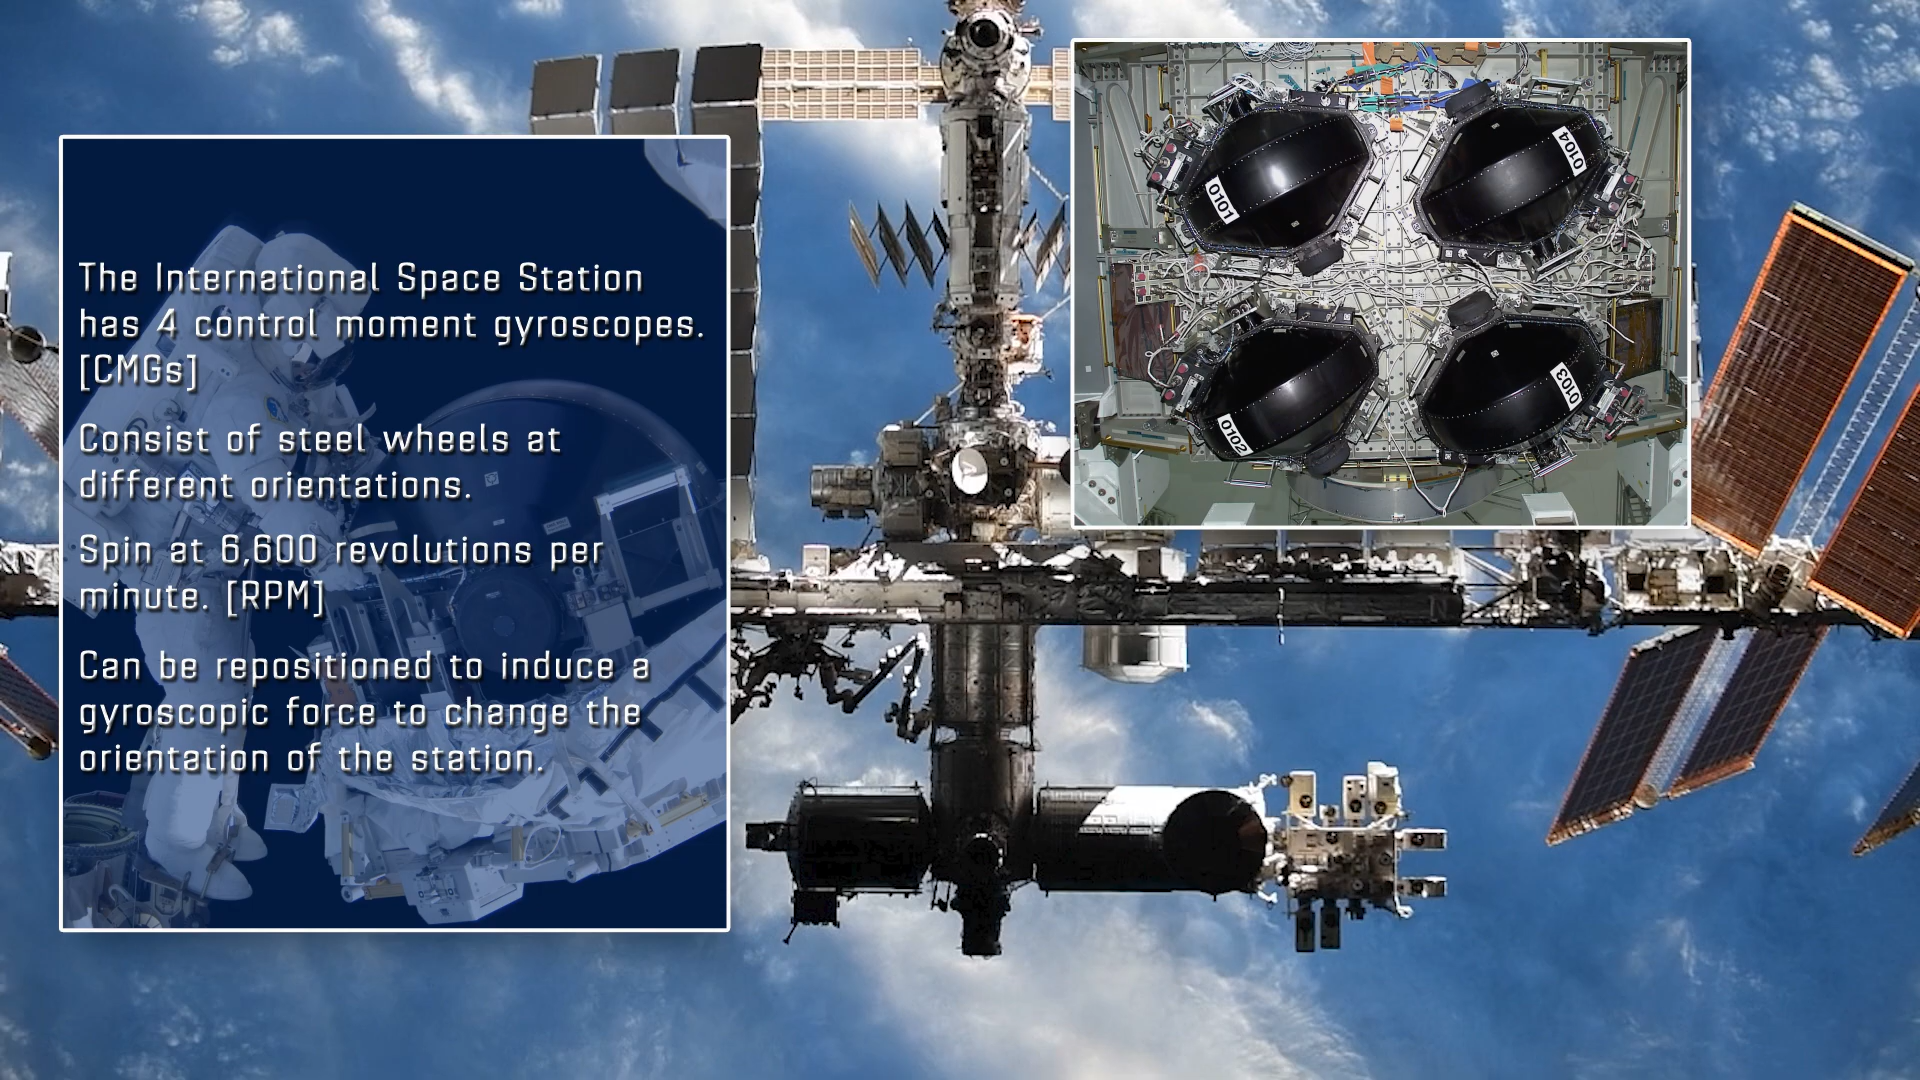 The International Space Station
has 4 control moment gyroscopes.
[CMGs]
Consist of steel wheels at
different orientations.
Spin at 6,600 revolutions per
minute. [RPM]
Can be repositioned to induce a
gyroscopic force to change the
orientation of the station.
0101
0104
0102
0103